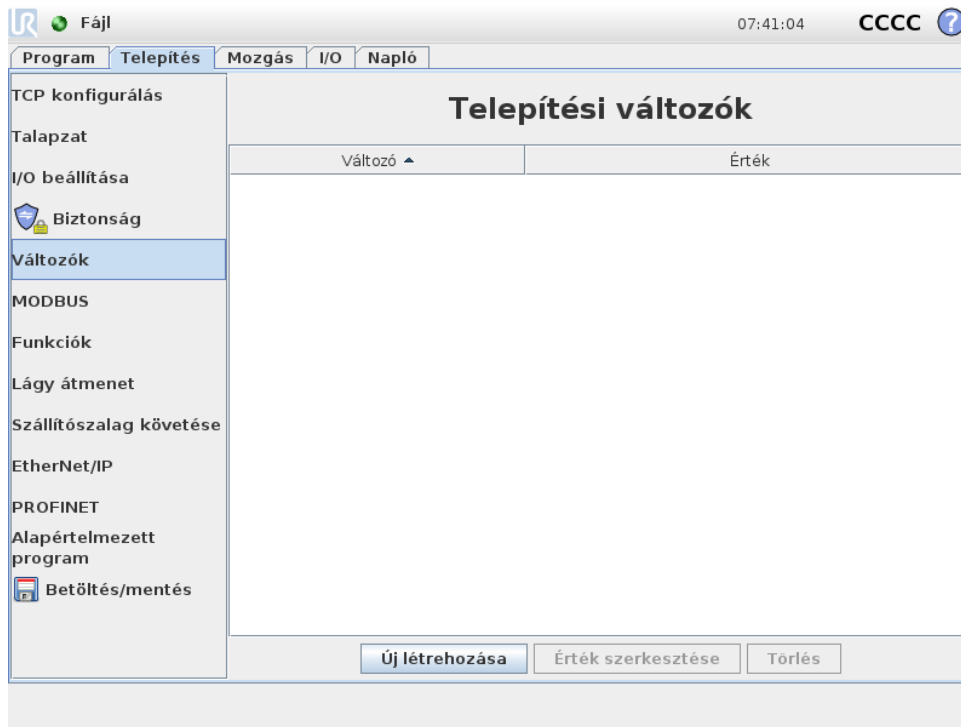 UR Fájl 07:41:04 CCCC ?
Program Telepítés Mozgás I/O Napló
TCP konfigurálás
Talapzat
I/O beállítása
Biztonság
Változók
MODBUS
Funkciók
Lágy átmenet
Szállítószalag követése
EtherNet/IP
PROFINET
Alapértelmezett
program
Betöltés/mentés
Telepítési változók
Változó Érték
Új létrehozása Érték szerkesztése Törlés